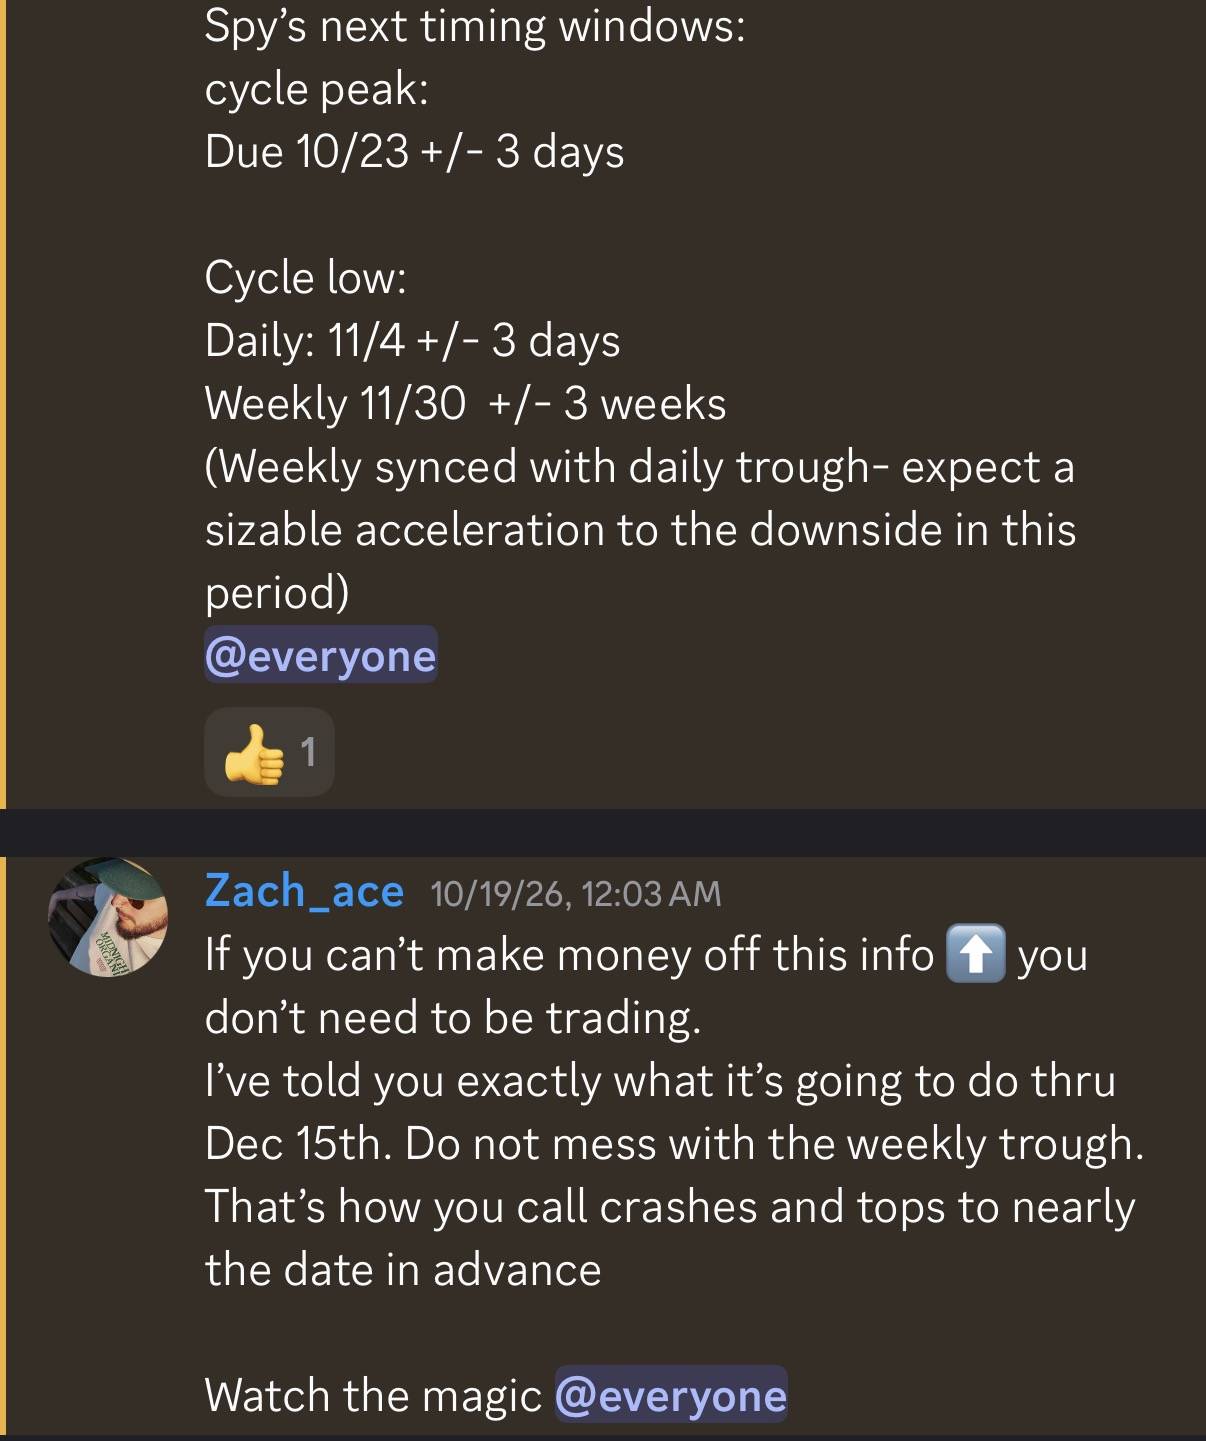 Spy’s next timing windows:
cycle peak:
Due 10/23 +/- 3 days
Cycle low:
Daily: 11/4 +/- 3 days
Weekly 11/30  +/- 3 weeks
(Weekly synced with daily trough- expect a
sizable acceleration to the downside in this
period)
@everyone
👍 1
Zach_ace 10/19/26, 12:03 AM
If you can’t make money off this info ⬆️ you
don’t need to be trading.
I’ve told you exactly what it’s going to do thru
Dec 15th. Do not mess with the weekly trough.
That’s how you call crashes and tops to nearly
the date in advance
Watch the magic @everyone